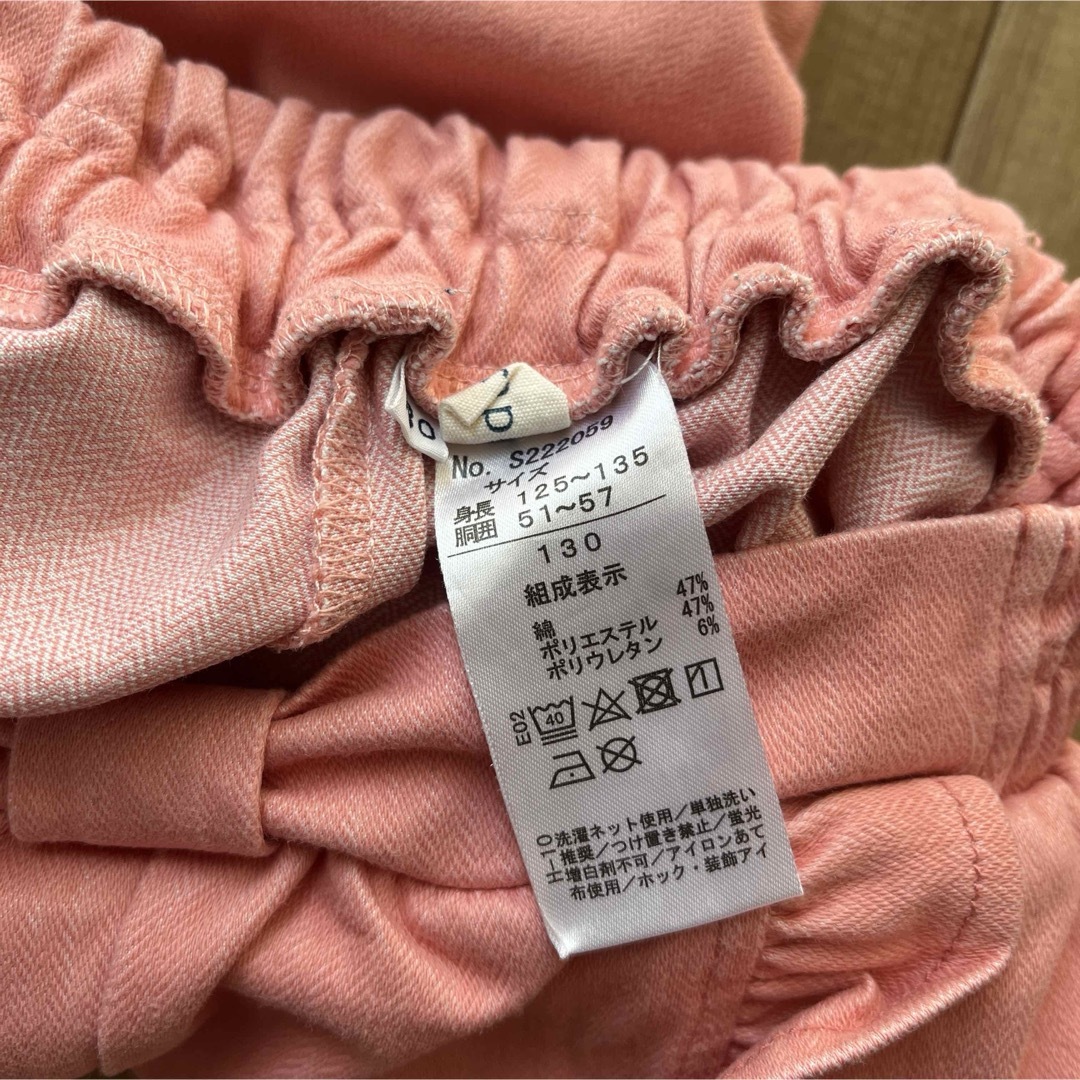 No. S222059
サイズ
身長 125〜135
胴囲 51〜57
130
組成表示
綿 47%
ポリエステル 47%
ポリウレタン 6%
E02
40
H-10
洗濯ネット使用/単独洗い
推奨/つけ置き禁止/蛍光
増白剤不可/アイロンあて
布使用/ホック・装飾アイ